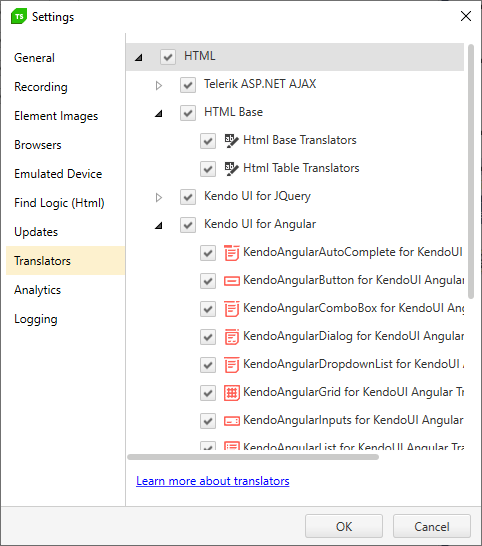 TS Settings
General
Recording
Element Images
Browsers
Emulated Device
Find Logic (Html)
Updates
Translators
Analytics
Logging
HTML
Telerik ASP.NET AJAX
HTML Base
Html Base Translators
Html Table Translators
Kendo UI for JQuery
Kendo UI for Angular
KendoAngularAutoComplete for KendoUI
KendoAngularButton for KendoUI Angular
KendoAngularComboBox for KendoUI Ang
KendoAngularDialog for KendoUI Angular
KendoAngularDropdownList for KendoUI A
KendoAngularGrid for KendoUI Angular Tr
KendoAngularInputs for KendoUI Angular
KendoAngularList for KendoUI Angular Tra
Learn more about translators
OK Cancel